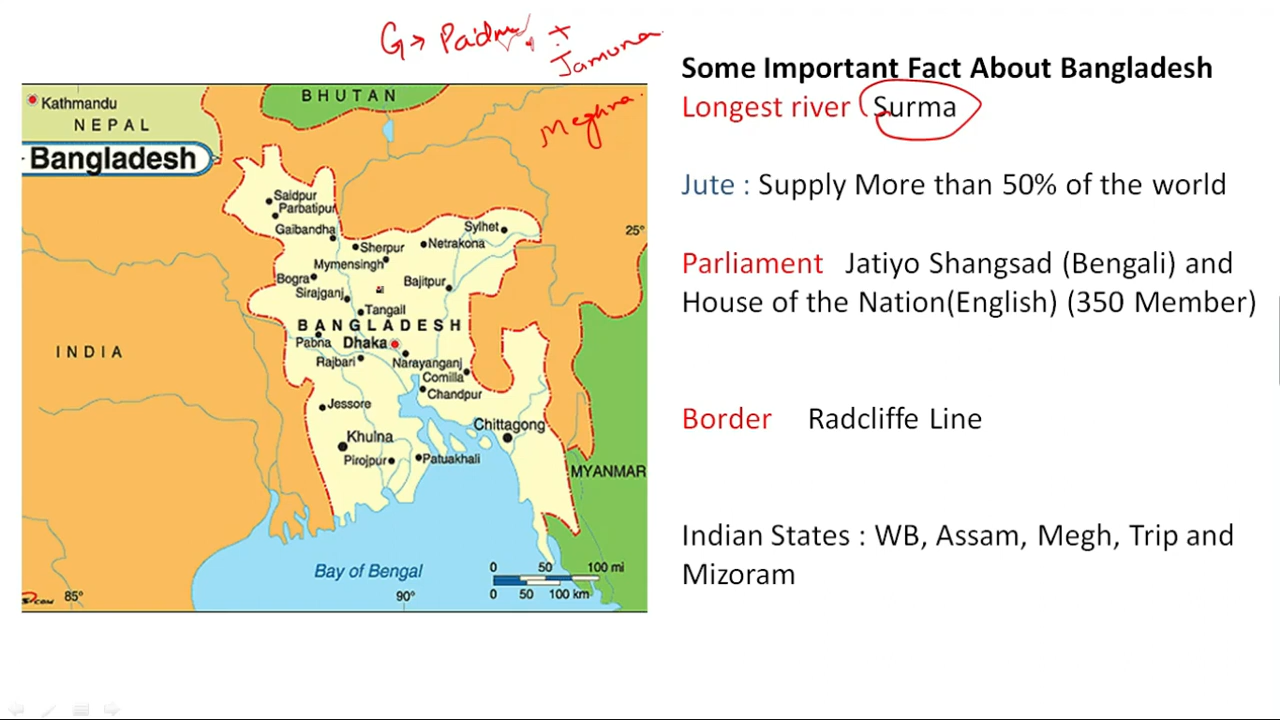 G → Padma +
Jamuna
Meghna
Kathmandu
NEPAL
BHUTAN
Bangladesh
Saidpur
Parbatipur
Gaibandha
Sherpur
Netrakona
Sylhet
25°
Mymensingh
Bogra
Bajitpur
Sirajganj
Tangail
BANGLADESH
INDIA
Pabna
Dhaka
Rajbari
Narayanganj
Comilla
Chandpur
Jessore
Chittagong
Khulna
Pirojpur
Patuakhali
MYANMAR
Bay of Bengal
0 50 100 mi
0 50 100 km
85°
90°
Some Important Fact About Bangladesh
Longest river Surma
Jute : Supply More than 50% of the world
Parliament Jatiyo Shangsad (Bengali) and
House of the Nation(English) (350 Member)
Border Radcliffe Line
Indian States : WB, Assam, Megh, Trip and
Mizoram